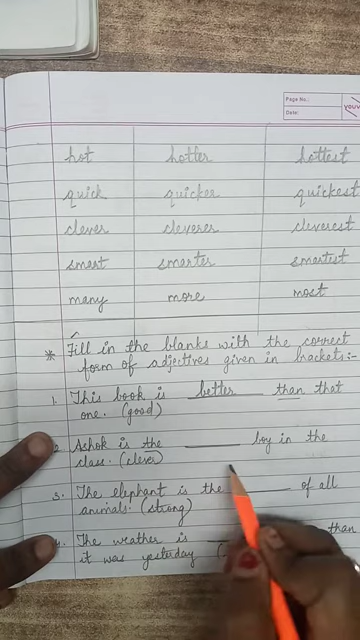 Page No.:
Date:
YOUV
hot hotter hottest
quick quicker quickest
clever cleverer cleverest
smart smarter smartest
many more most
* Fill in the blanks with the correct
form of adjectives given in brackets:-
1. This book is better than that
one. (good)
Ashok is the ______ boy in the
class. (clever)
3. The elephant is the ______ of all
animals. (strong)
4. The weather is than
it was yesterday (